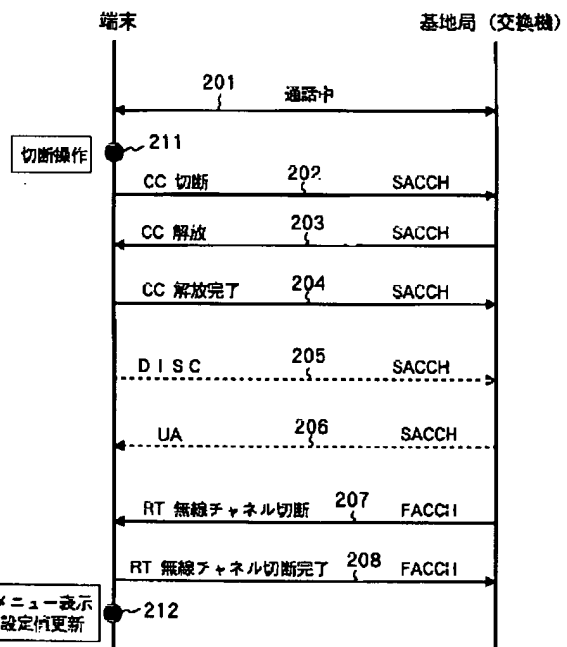 端末
基地局（交換機）
201
通話中
切断操作
211
CC 切断 202 SACCH
CC 解放 203 SACCH
CC 解放完了 204 SACCH
DISC 205 SACCH
UA 206 SACCH
RT 無線チャネル切断 207 FACCH
RT 無線チャネル切断完了 208 FACCH
メニュー表示
設定値更新
212